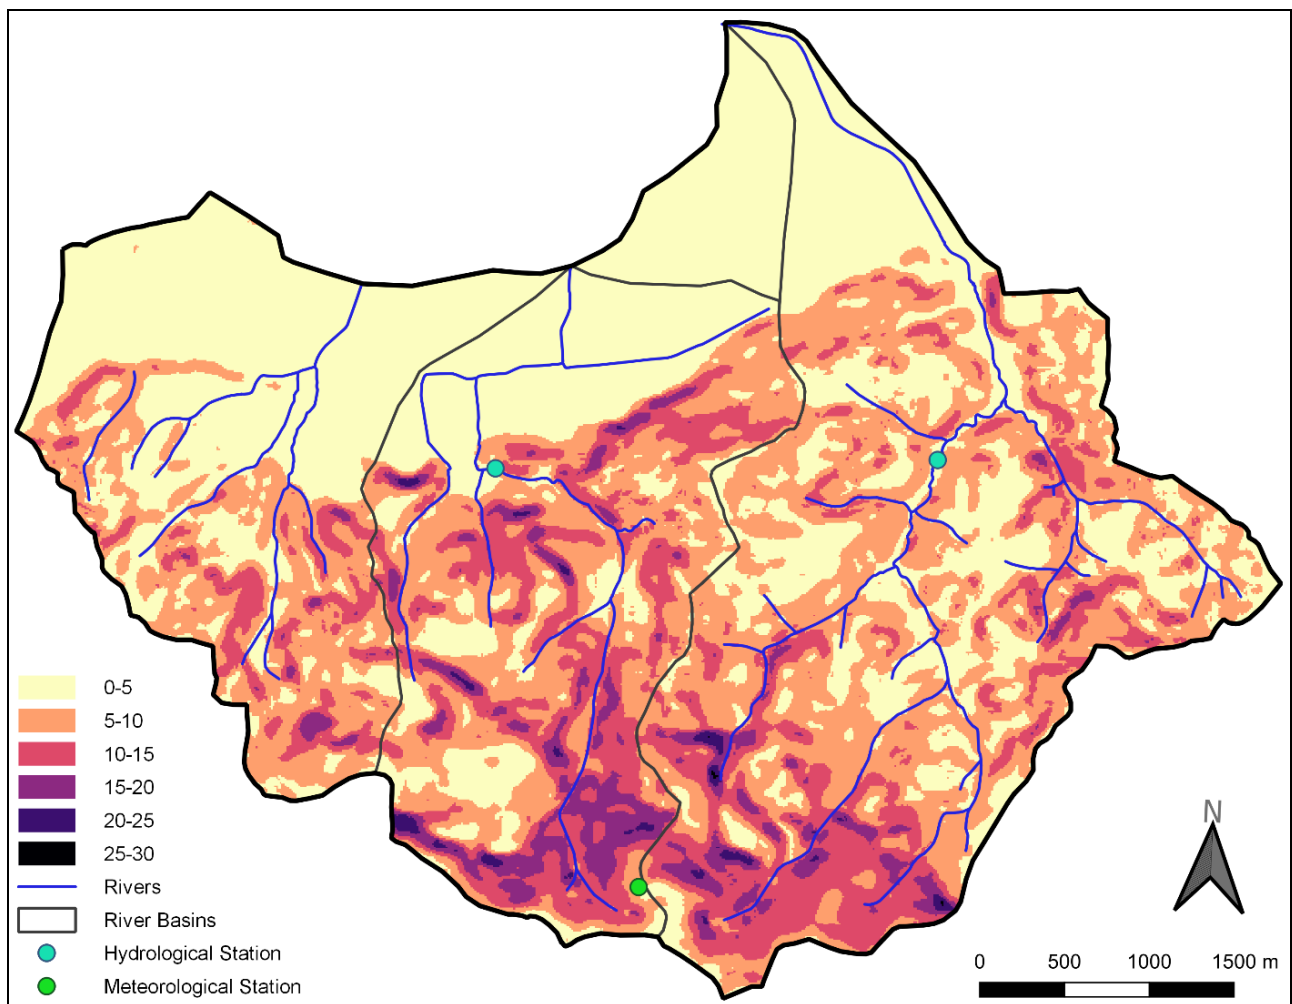 0-5
5-10
10-15
15-20
20-25
25-30
Rivers
River Basins
Hydrological Station
Meteorological Station
N
0 500 1000 1500 m